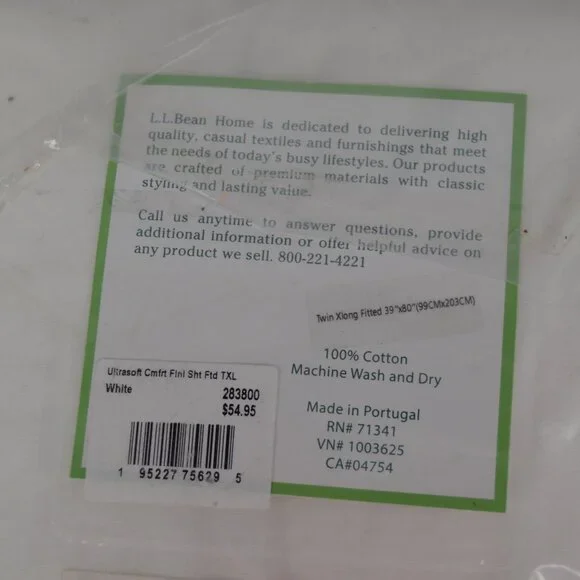 L.L.Bean Home is dedicated to delivering high
quality, casual textiles and furnishings that meet
the needs of today's busy lifestyles. Our products
are crafted of premium materials with classic
styling and lasting value.
Call us anytime to answer questions, provide
additional information or offer helpful advice on
any product we sell. 800-221-4221
Twin Xlong Fitted 39"x80"(99CMx203CM)
100% Cotton
Machine Wash and Dry
Made in Portugal
RN# 71341
VN# 1003625
CA#04754
Ultrasoft Cmfrt Flnl Sht Ftd TXL
White 283800
$54.95
1 95227 75629 5